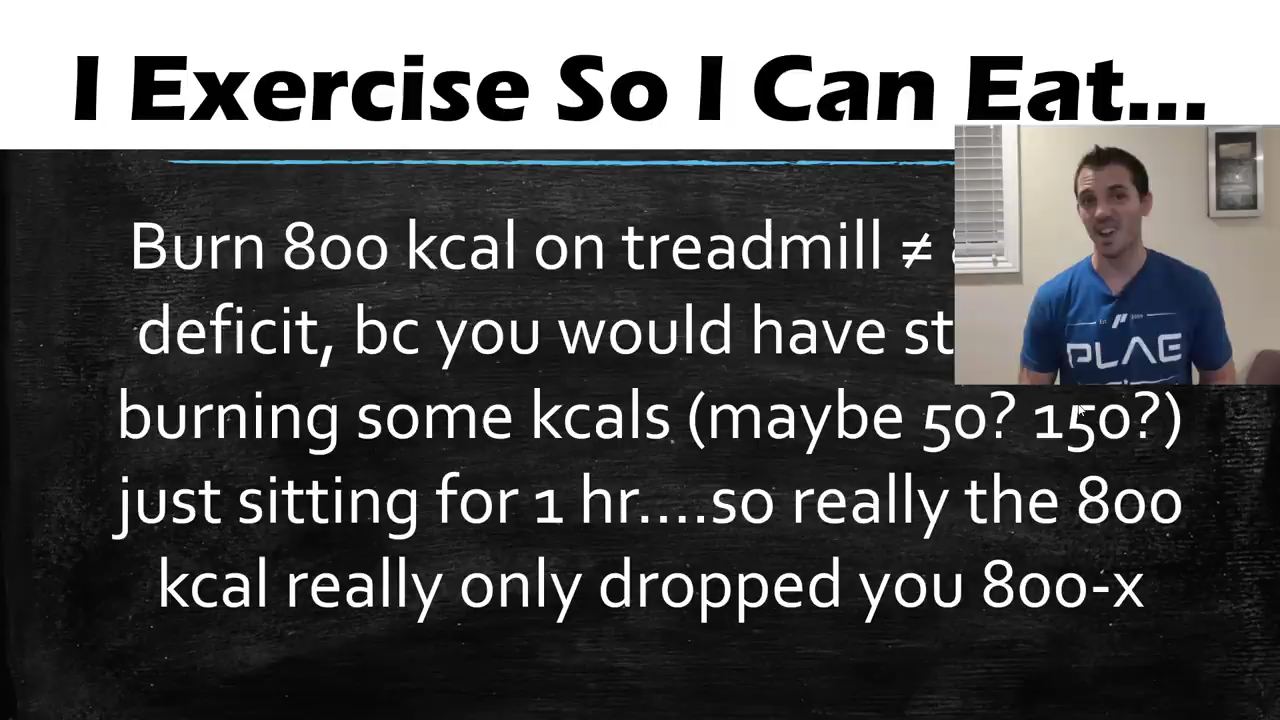 I Exercise So I Can Eat...
Burn 800 kcal on treadmill ≠
deficit, bc you would have
burning some kcals (maybe 50? 150?)
just sitting for 1 hr....so really the 800
kcal really only dropped you 800-x
PLAE